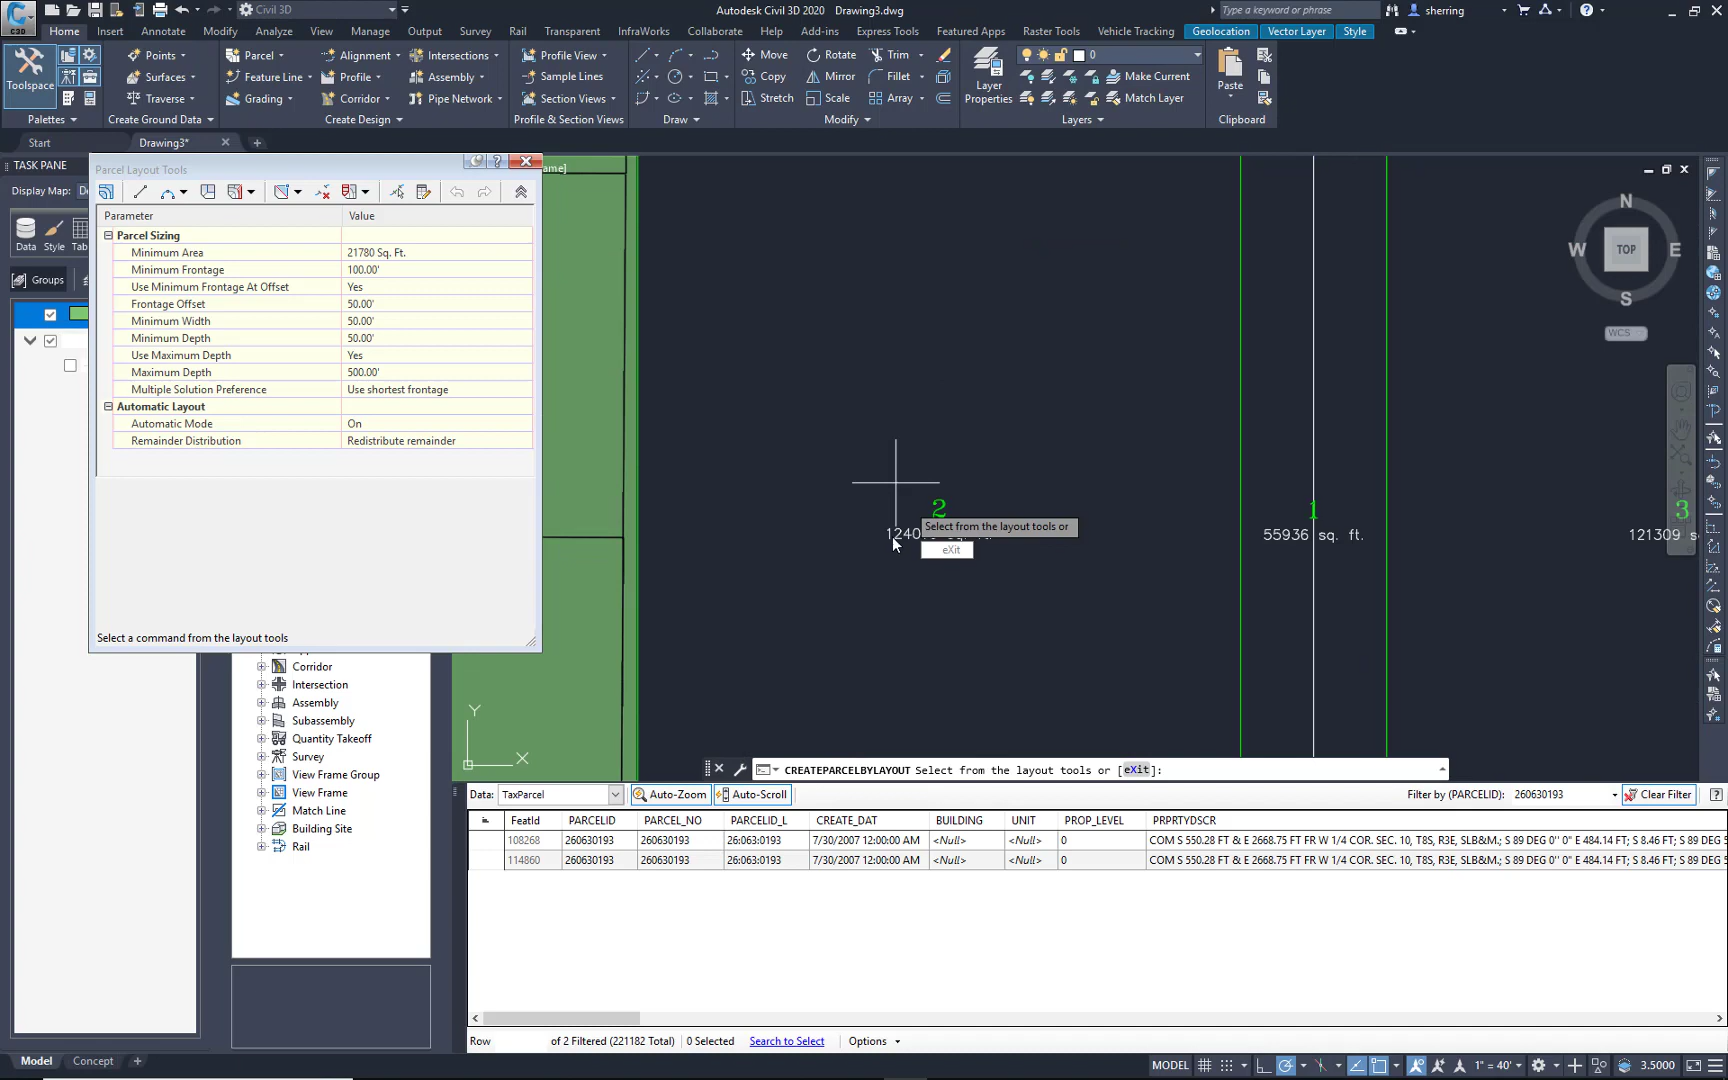 Civil 3D
Autodesk Civil 3D 2020 Drawing3.dwg
Type a keyword or phrase
sherring
C3D
Home Insert Annotate Modify Analyze View Manage Output Survey Rail Transparent InfraWorks Collaborate Help Add-ins Express Tools Featured Apps Raster Tools Vehicle Tracking Geolocation Vector Layer Style
Toolspace
Points Parcel Alignment Intersections Profile View
Surfaces Feature Line Profile Assembly Sample Lines
Traverse Grading Corridor Pipe Network Section Views
Move Rotate Trim
Copy Mirror Fillet
Stretch Scale Array
Layer Properties
0
Make Current
Match Layer
Paste
Palettes Create Ground Data Create Design Profile & Section Views Draw Modify Layers Clipboard
Start Drawing3*
TASK PANE
Display Map:
Data Style
Groups
Parcel Layout Tools
Parameter Value
Parcel Sizing
Minimum Area 21780 Sq. Ft.
Minimum Frontage 100.00'
Use Minimum Frontage At Offset Yes
Frontage Offset 50.00'
Minimum Width 50.00'
Minimum Depth 50.00'
Use Maximum Depth Yes
Maximum Depth 500.00'
Multiple Solution Preference Use shortest frontage
Automatic Layout
Automatic Mode On
Remainder Distribution Redistribute remainder
Select a command from the layout tools
N
W TOP E
S
WCS
2
Select from the layout tools or
eXit
1
55936 sq. ft.
3
121309
Corridor
Intersection
Assembly
Subassembly
Quantity Takeoff
Survey
View Frame Group
View Frame
Match Line
Building Site
Rail
Y
X
CREATEPARCELBYLAYOUT Select from the layout tools or [eXit]:
Data: TaxParcel Auto-Zoom Auto-Scroll Filter by (PARCELID): 260630193 Clear Filter
FeatId PARCELID PARCEL_NO PARCELID_L CREATE_DAT BUILDING UNIT PROP_LEVEL PRPRTYDSCR
108268 260630193 260630193 26:063:0193 7/30/2007 12:00:00 AM <Null> <Null> 0 COM S 550.28 FT & E 2668.75 FT FR W 1/4 COR. SEC. 10, T8S, R3E, SLB&M.; S 89 DEG 0'' 0" E 484.14 FT; S 8.46 FT; S 89 DEG
114860 260630193 260630193 26:063:0193 7/30/2007 12:00:00 AM <Null> <Null> 0 COM S 550.28 FT & E 2668.75 FT FR W 1/4 COR. SEC. 10, T8S, R3E, SLB&M.; S 89 DEG 0'' 0" E 484.14 FT; S 8.46 FT; S 89 DEG
Row of 2 Filtered (221182 Total) 0 Selected Search to Select Options
Model Concept
MODEL 1" = 40' 3.5000